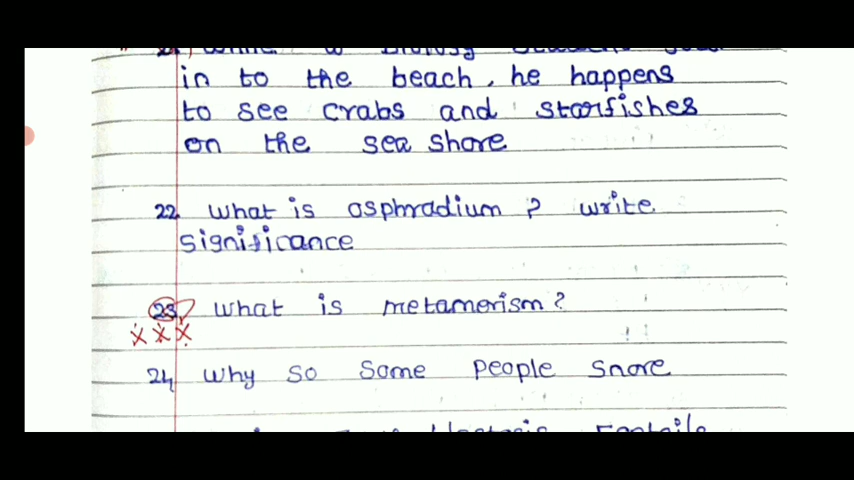 in to the beach, he happens
to see crabs and starfishes
on the sea shore
22. What is osphradium ? write
significance
23, What is metamerism?
24, Why so some people snore